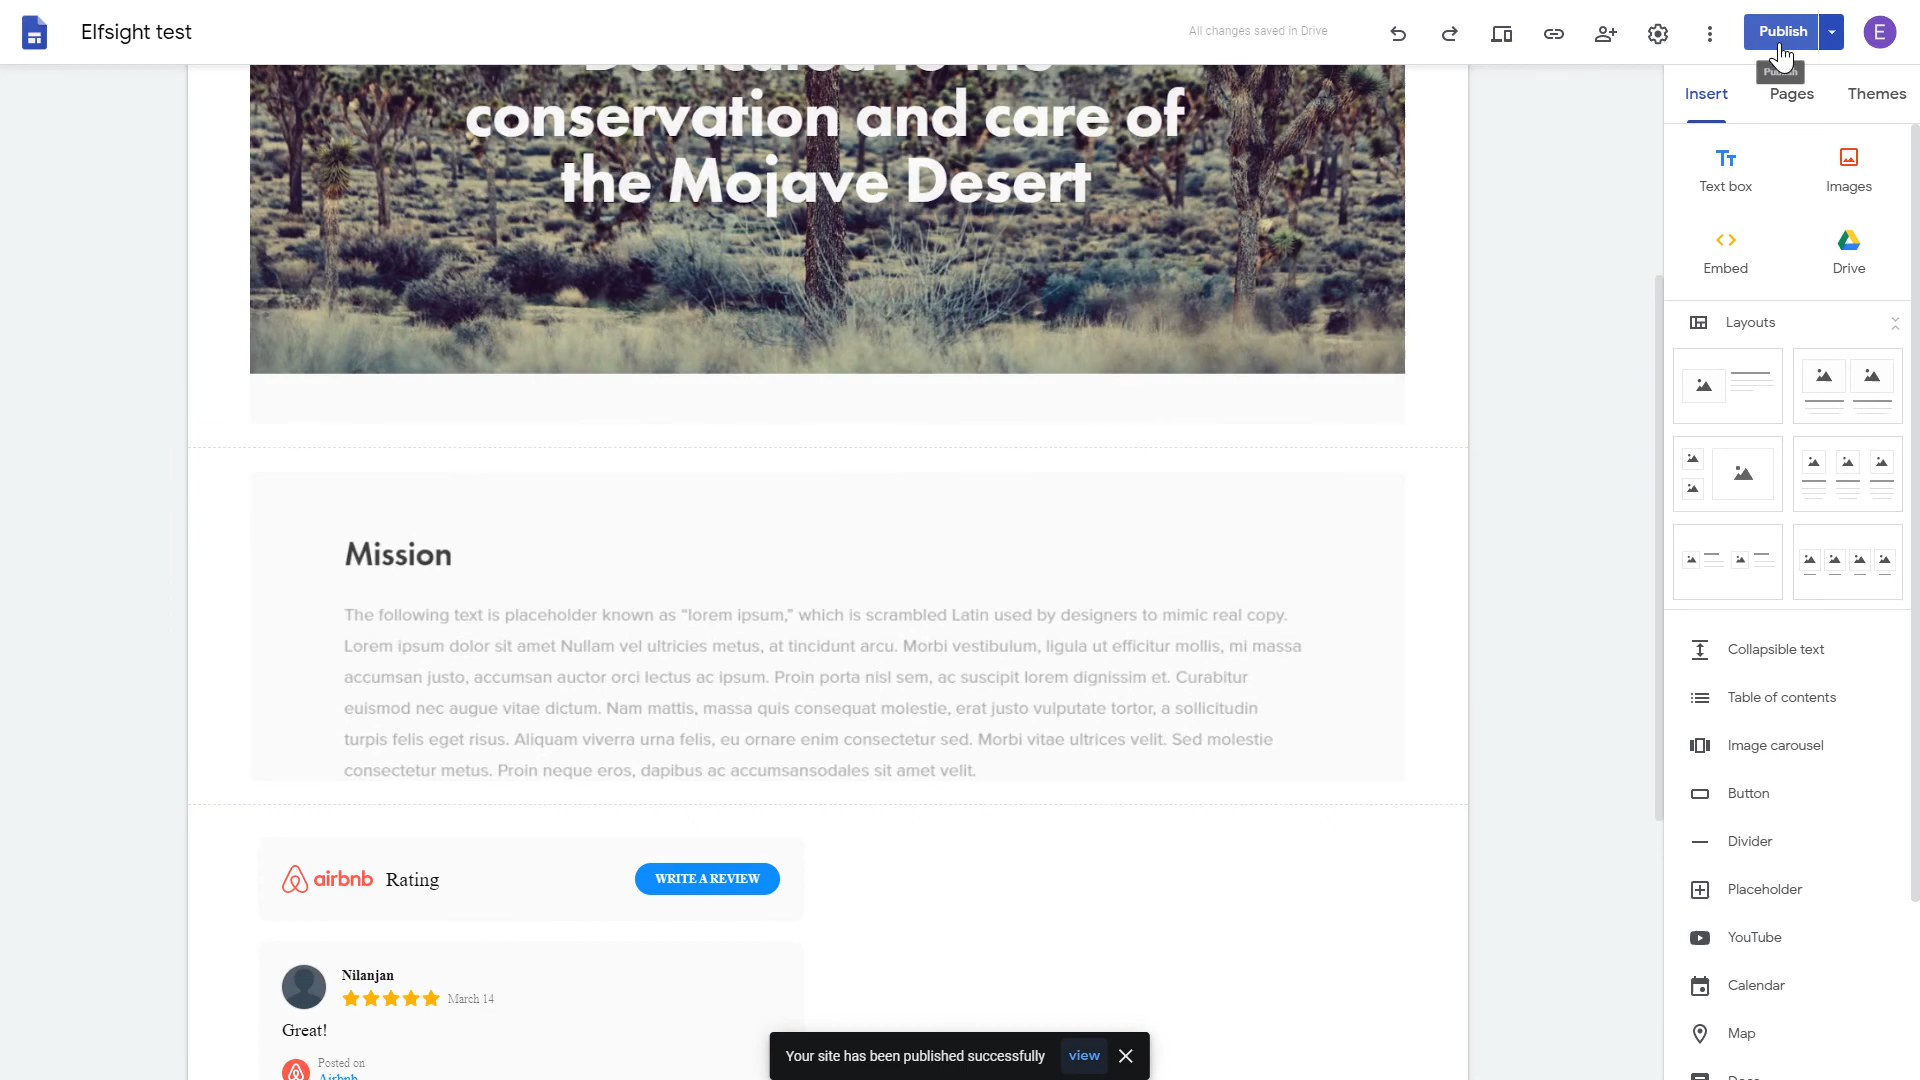 Elfsight test
All changes saved in Drive
Publish
E
Publish
Insert
Pages
Themes
Dedicated to the
conservation and care of
the Mojave Desert
Text box
Images
Embed
Drive
Layouts
Mission
The following text is placeholder known as “lorem ipsum,” which is scrambled Latin used by designers to mimic real copy.
Lorem ipsum dolor sit amet Nullam vel ultricies metus, at tincidunt arcu. Morbi vestibulum, ligula ut efficitur mollis, mi massa
accumsan justo, accumsan auctor orci lectus ac ipsum. Proin porta nisl sem, ac suscipit lorem dignissim et. Curabitur
euismod nec augue vitae dictum. Nam mattis, massa quis consequat molestie, erat justo vulputate tortor, a sollicitudin
turpis felis eget risus. Aliquam viverra urna felis, eu ornare enim consectetur sed. Morbi vitae ultrices velit. Sed molestie
consectetur metus. Proin neque eros, dapibus ac accumsansodales sit amet velit.
Collapsible text
Table of contents
Image carousel
Button
Divider
Placeholder
YouTube
Calendar
Map
airbnb Rating
WRITE A REVIEW
Nilanjan
March 14
Great!
Posted on
Airbnb
Your site has been published successfully
view